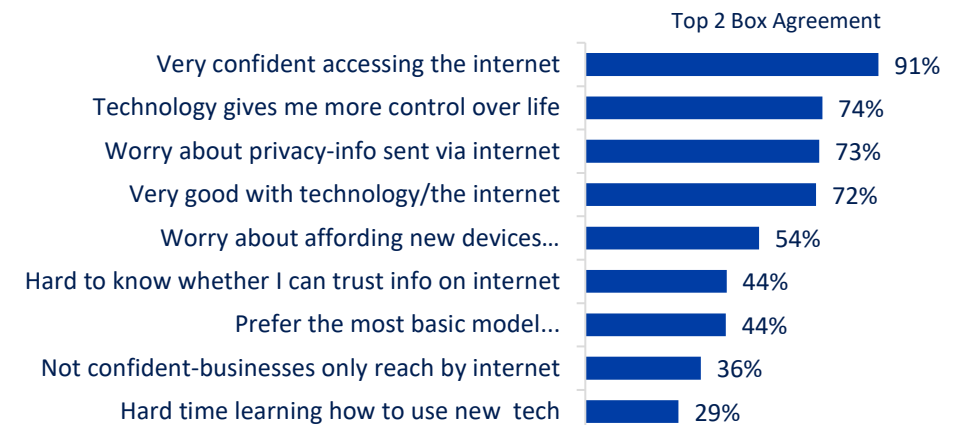 Top 2 Box Agreement
Very confident accessing the internet 91%
Technology gives me more control over life 74%
Worry about privacy-info sent via internet 73%
Very good with technology/the internet 72%
Worry about affording new devices... 54%
Hard to know whether I can trust info on internet 44%
Prefer the most basic model... 44%
Not confident-businesses only reach by internet 36%
Hard time learning how to use new  tech 29%